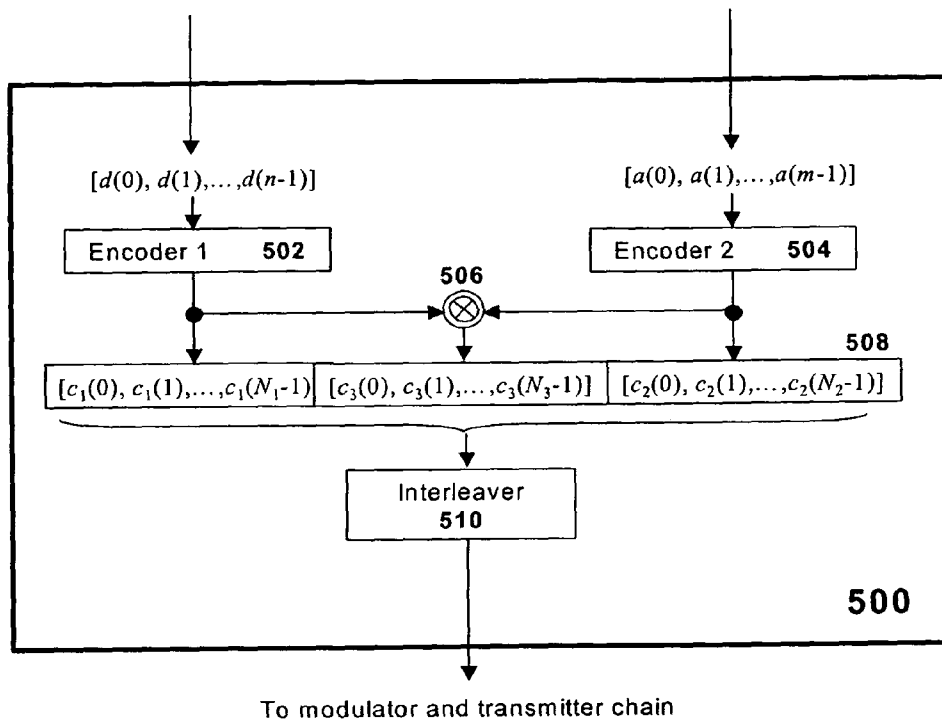 [d(0), d(1),...,d(n-1)]
[a(0), a(1),...,a(m-1)]
Encoder 1 502
Encoder 2 504
506
508
[c₁(0), c₁(1),...,c₁(N₁-1)
[c₃(0), c₃(1),...,c₃(N₃-1)]
[c₂(0), c₂(1),...,c₂(N₂-1)]
Interleaver
510
500
To modulator and transmitter chain